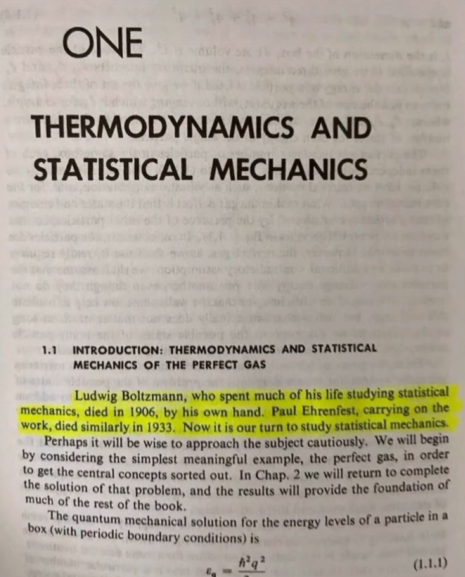 ONE
THERMODYNAMICS AND
STATISTICAL MECHANICS
1.1 INTRODUCTION: THERMODYNAMICS AND STATISTICAL
MECHANICS OF THE PERFECT GAS
Ludwig Boltzmann, who spent much of his life studying statistical
mechanics, died in 1906, by his own hand. Paul Ehrenfest, carrying on the
work, died similarly in 1933. Now it is our turn to study statistical mechanics.
Perhaps it will be wise to approach the subject cautiously. We will begin
by considering the simplest meaningful example, the perfect gas, in order
to get the central concepts sorted out. In Chap. 2 we will return to complete
the solution of that problem, and the results will provide the foundation of
much of the rest of the book.
The quantum mechanical solution for the energy levels of a particle in a
box (with periodic boundary conditions) is
ε = ħ²q² (1.1.1)